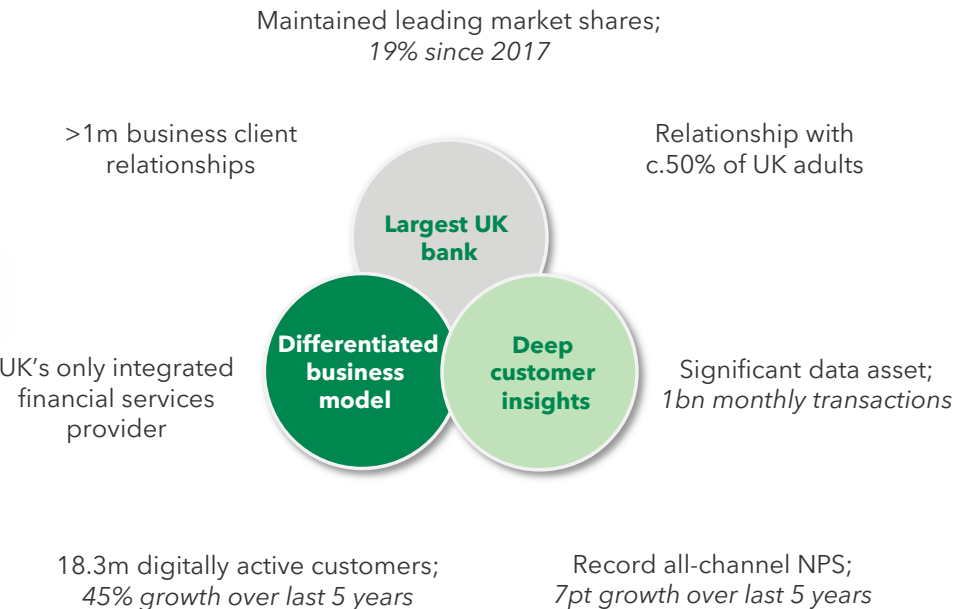 Maintained leading market shares;
19% since 2017
>1m business client
relationships
Relationship with
c.50% of UK adults
Largest UK
bank
Differentiated
business
model
Deep
customer
insights
UK's only integrated
financial services
provider
Significant data asset;
1bn monthly transactions
18.3m digitally active customers;
45% growth over last 5 years
Record all-channel NPS;
7pt growth over last 5 years